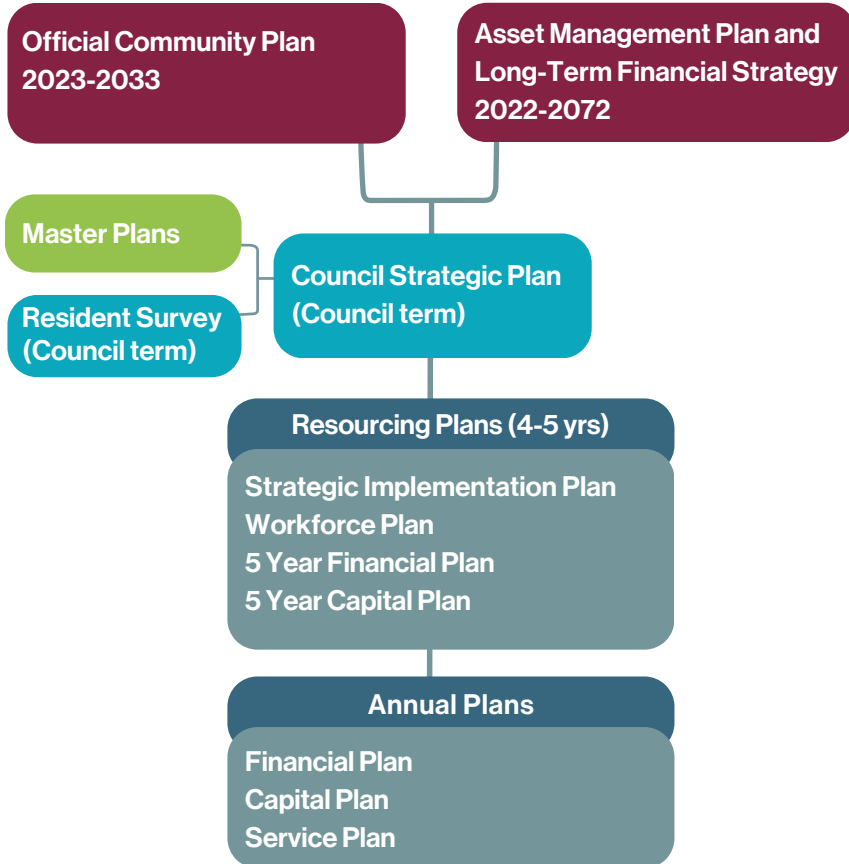 Official Community Plan
2023-2033
Asset Management Plan and
Long-Term Financial Strategy
2022-2072
Master Plans
Resident Survey
(Council term)
Council Strategic Plan
(Council term)
Resourcing Plans (4-5 yrs)
Strategic Implementation Plan
Workforce Plan
5 Year Financial Plan
5 Year Capital Plan
Annual Plans
Financial Plan
Capital Plan
Service Plan